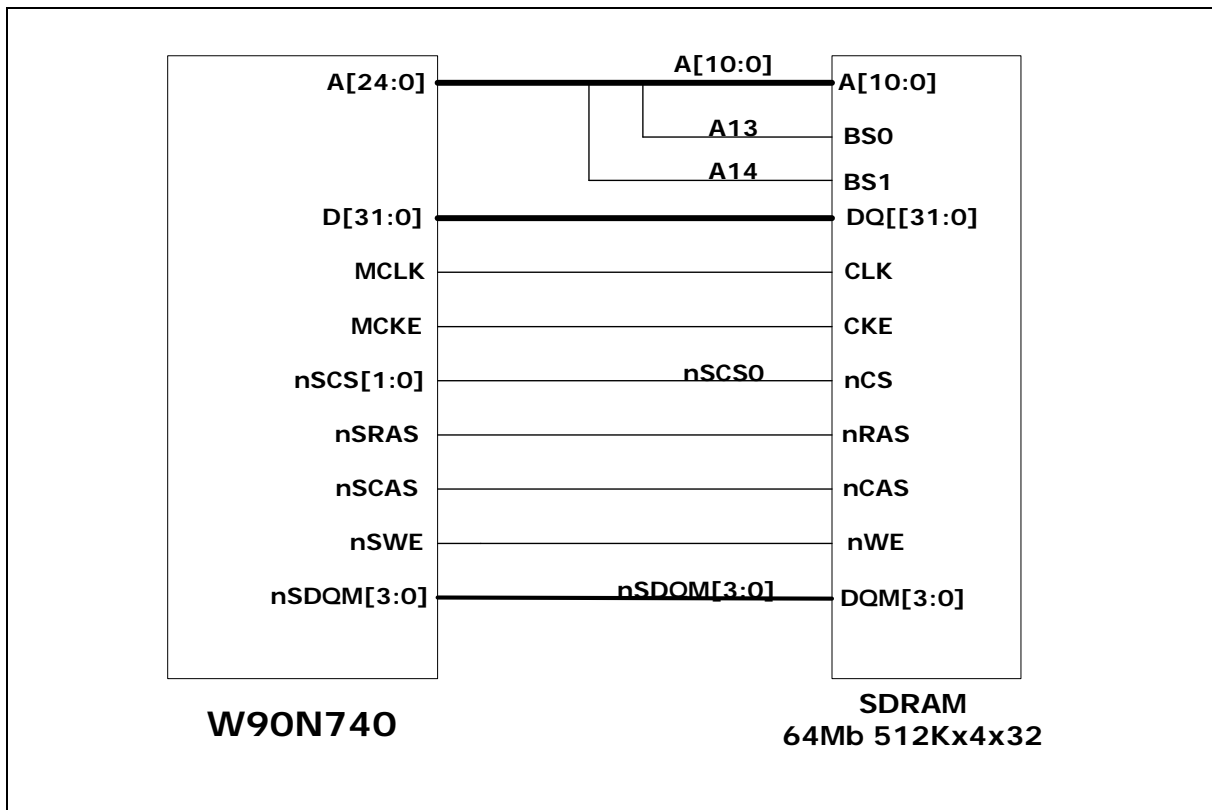 A[24:0] A[10:0] A[10:0]
A13 BS0
A14 BS1
D[31:0] DQ[[31:0]
MCLK CLK
MCKE CKE
nSCS[1:0] nSCS0 nCS
nSRAS nRAS
nSCAS nCAS
nSWE nWE
nSDQM[3:0] nSDQM[3:0] DQM[3:0]
W90N740
SDRAM
64Mb 512Kx4x32